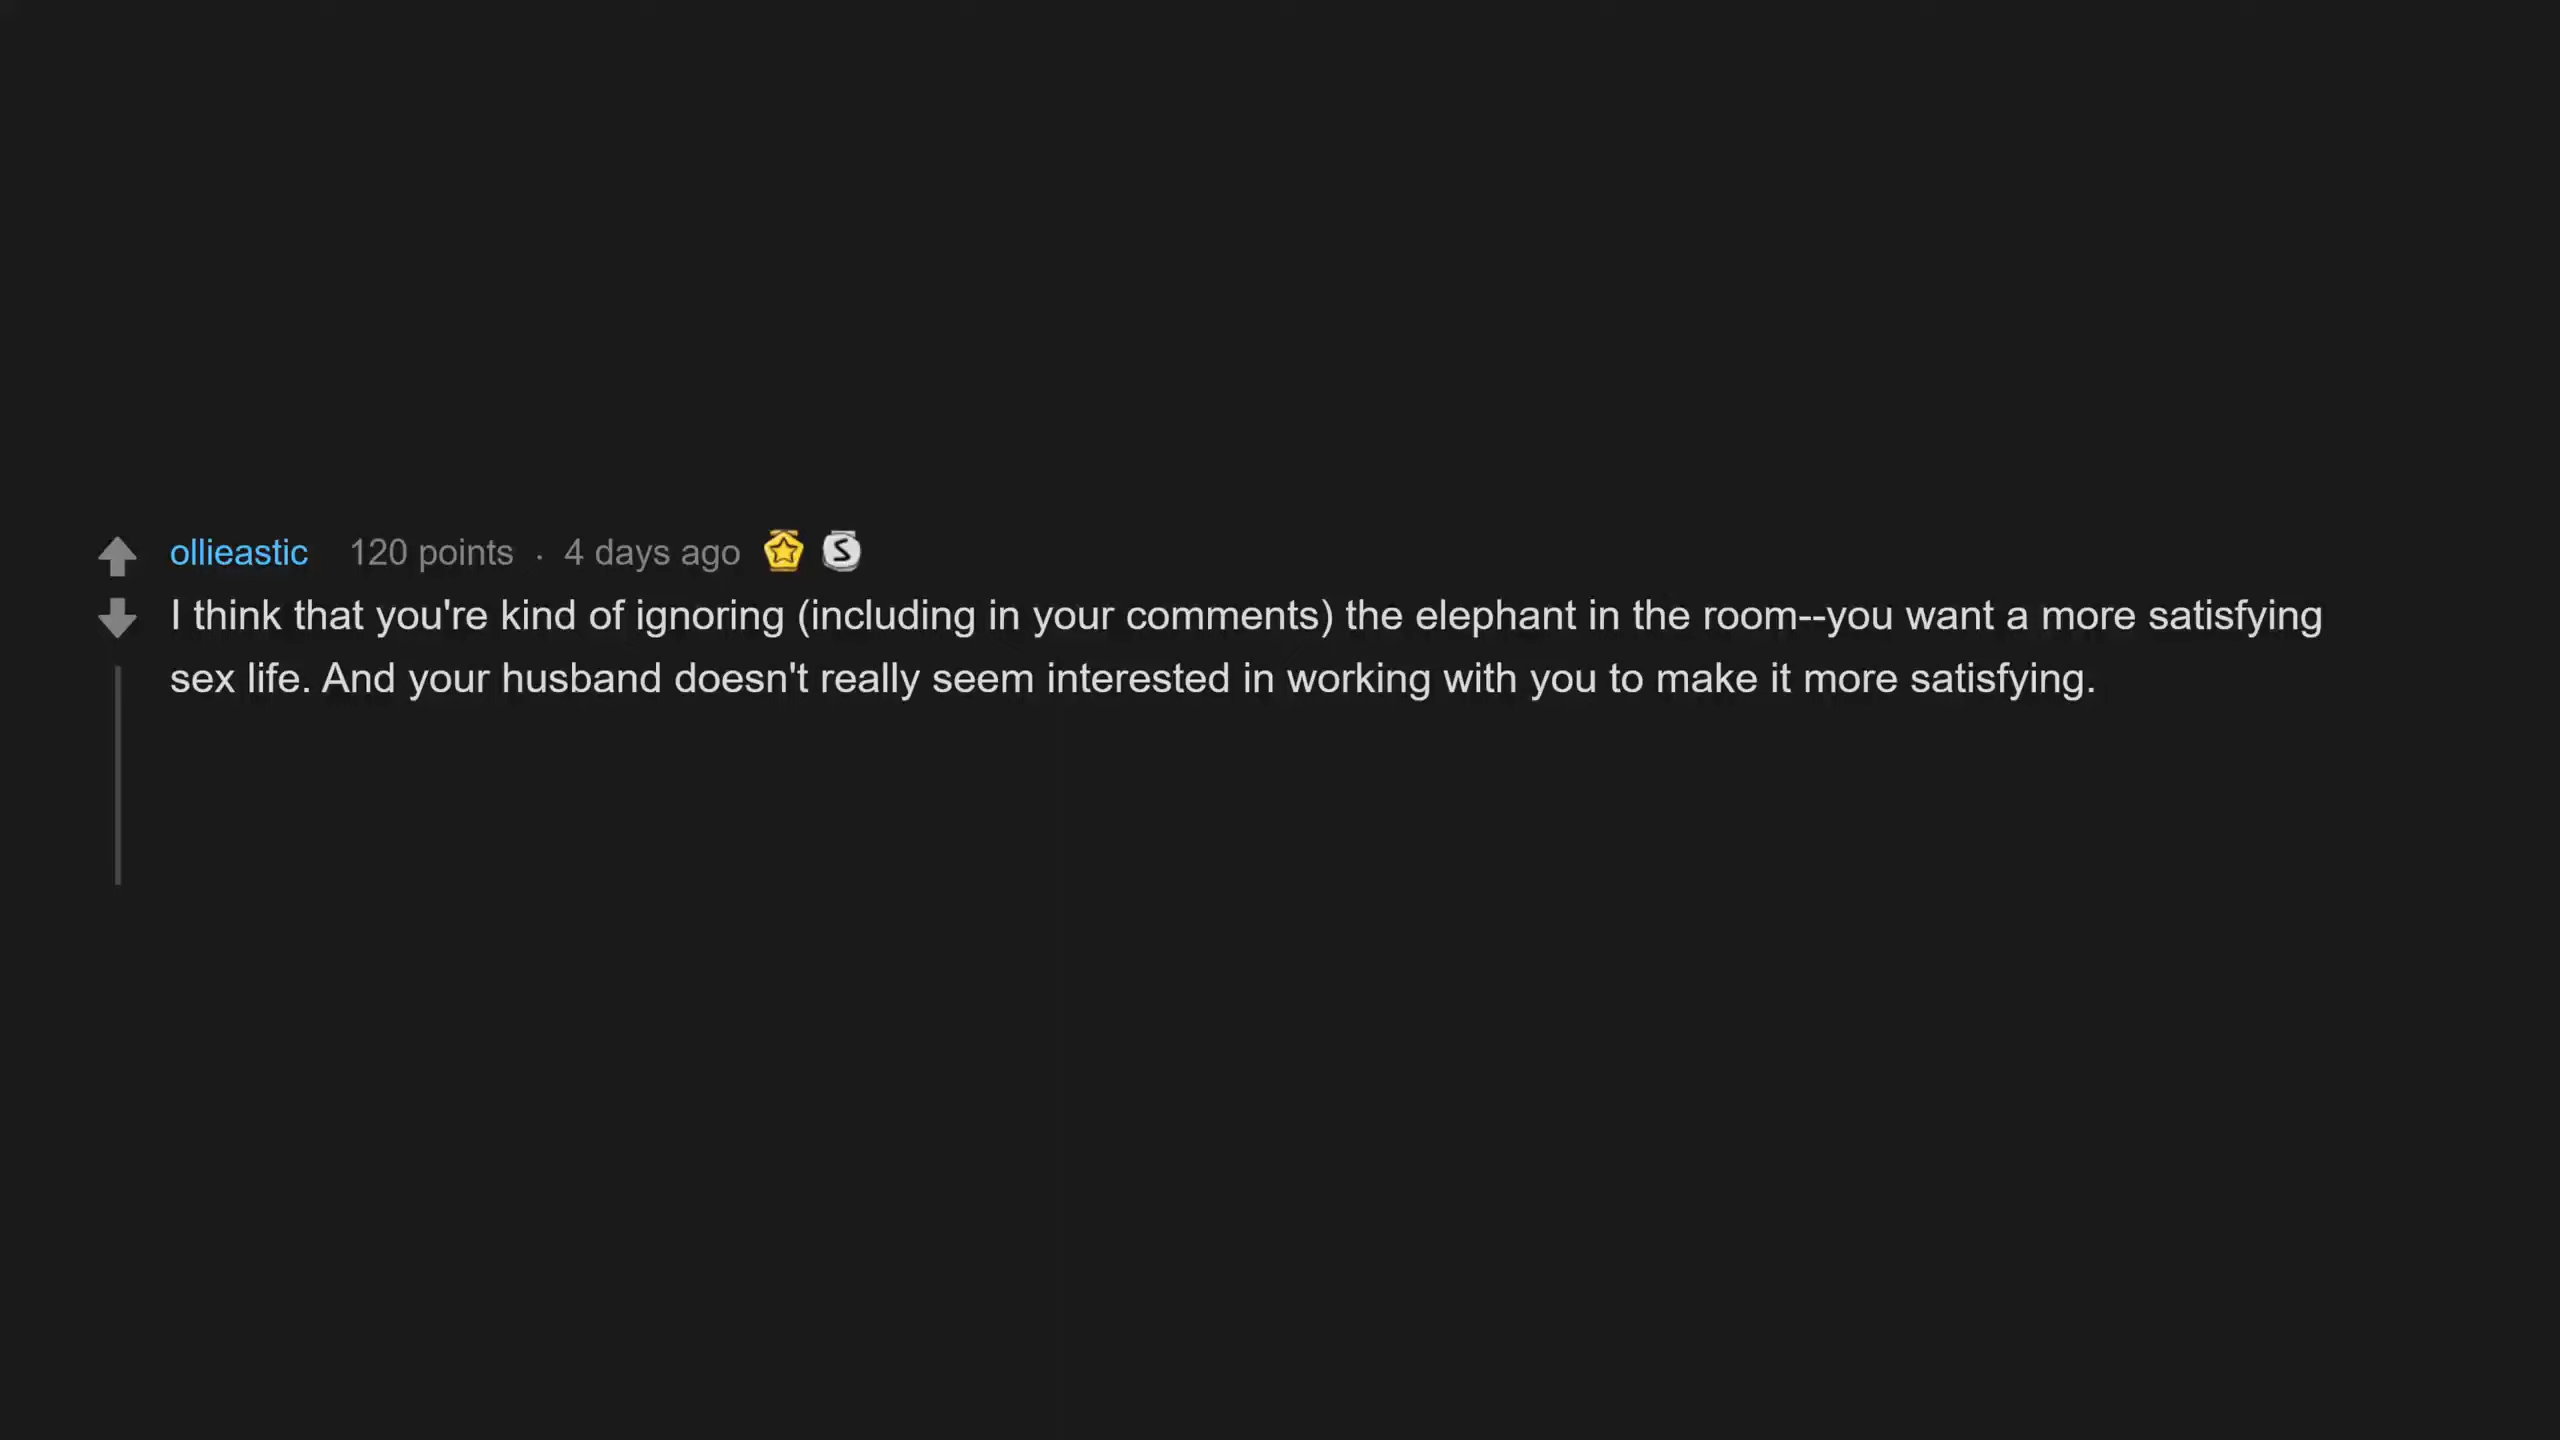 ollieastic 120 points · 4 days ago
I think that you're kind of ignoring (including in your comments) the elephant in the room--you want a more satisfying
sex life. And your husband doesn't really seem interested in working with you to make it more satisfying.